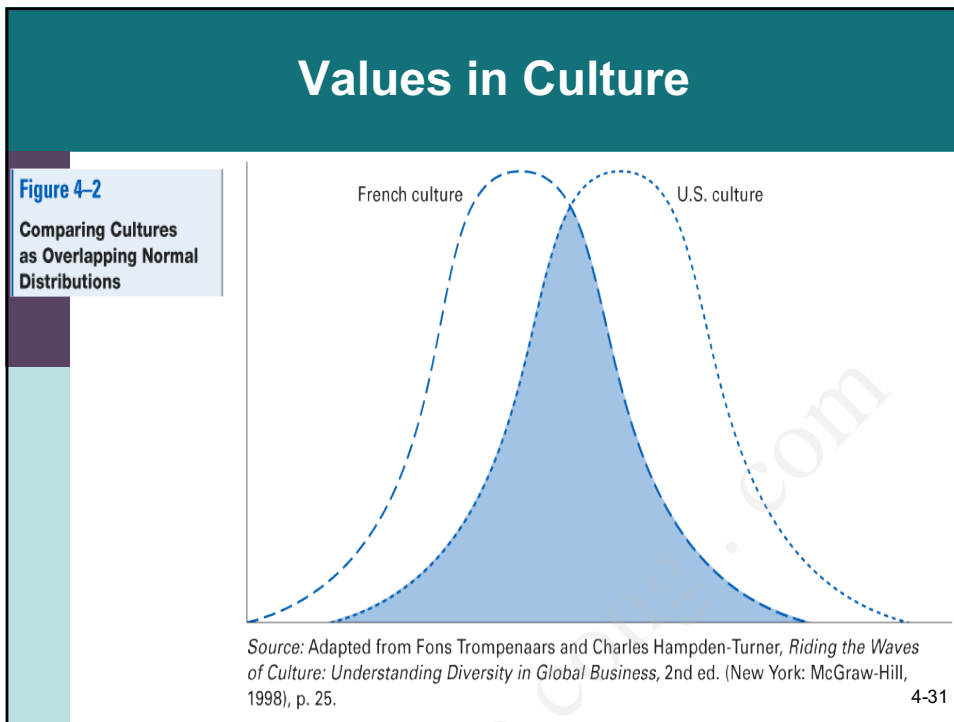 Values in Culture
Figure 4–2
Comparing Cultures
as Overlapping Normal
Distributions
French culture
U.S. culture
Source: Adapted from Fons Trompenaars and Charles Hampden-Turner, Riding the Waves
of Culture: Understanding Diversity in Global Business, 2nd ed. (New York: McGraw-Hill,
1998), p. 25.
4-31
cong . com